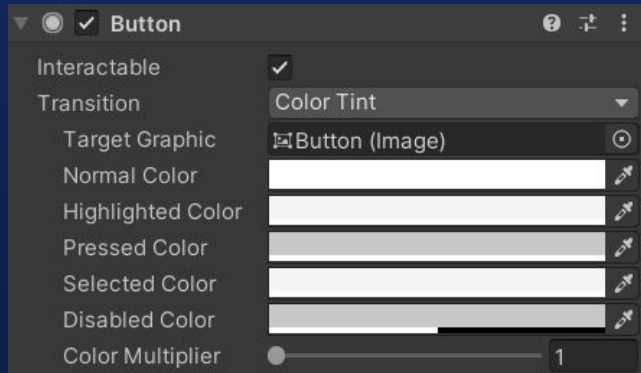 Button
Interactable
Transition Color Tint
Target Graphic Button (Image)
Normal Color
Highlighted Color
Pressed Color
Selected Color
Disabled Color
Color Multiplier 1